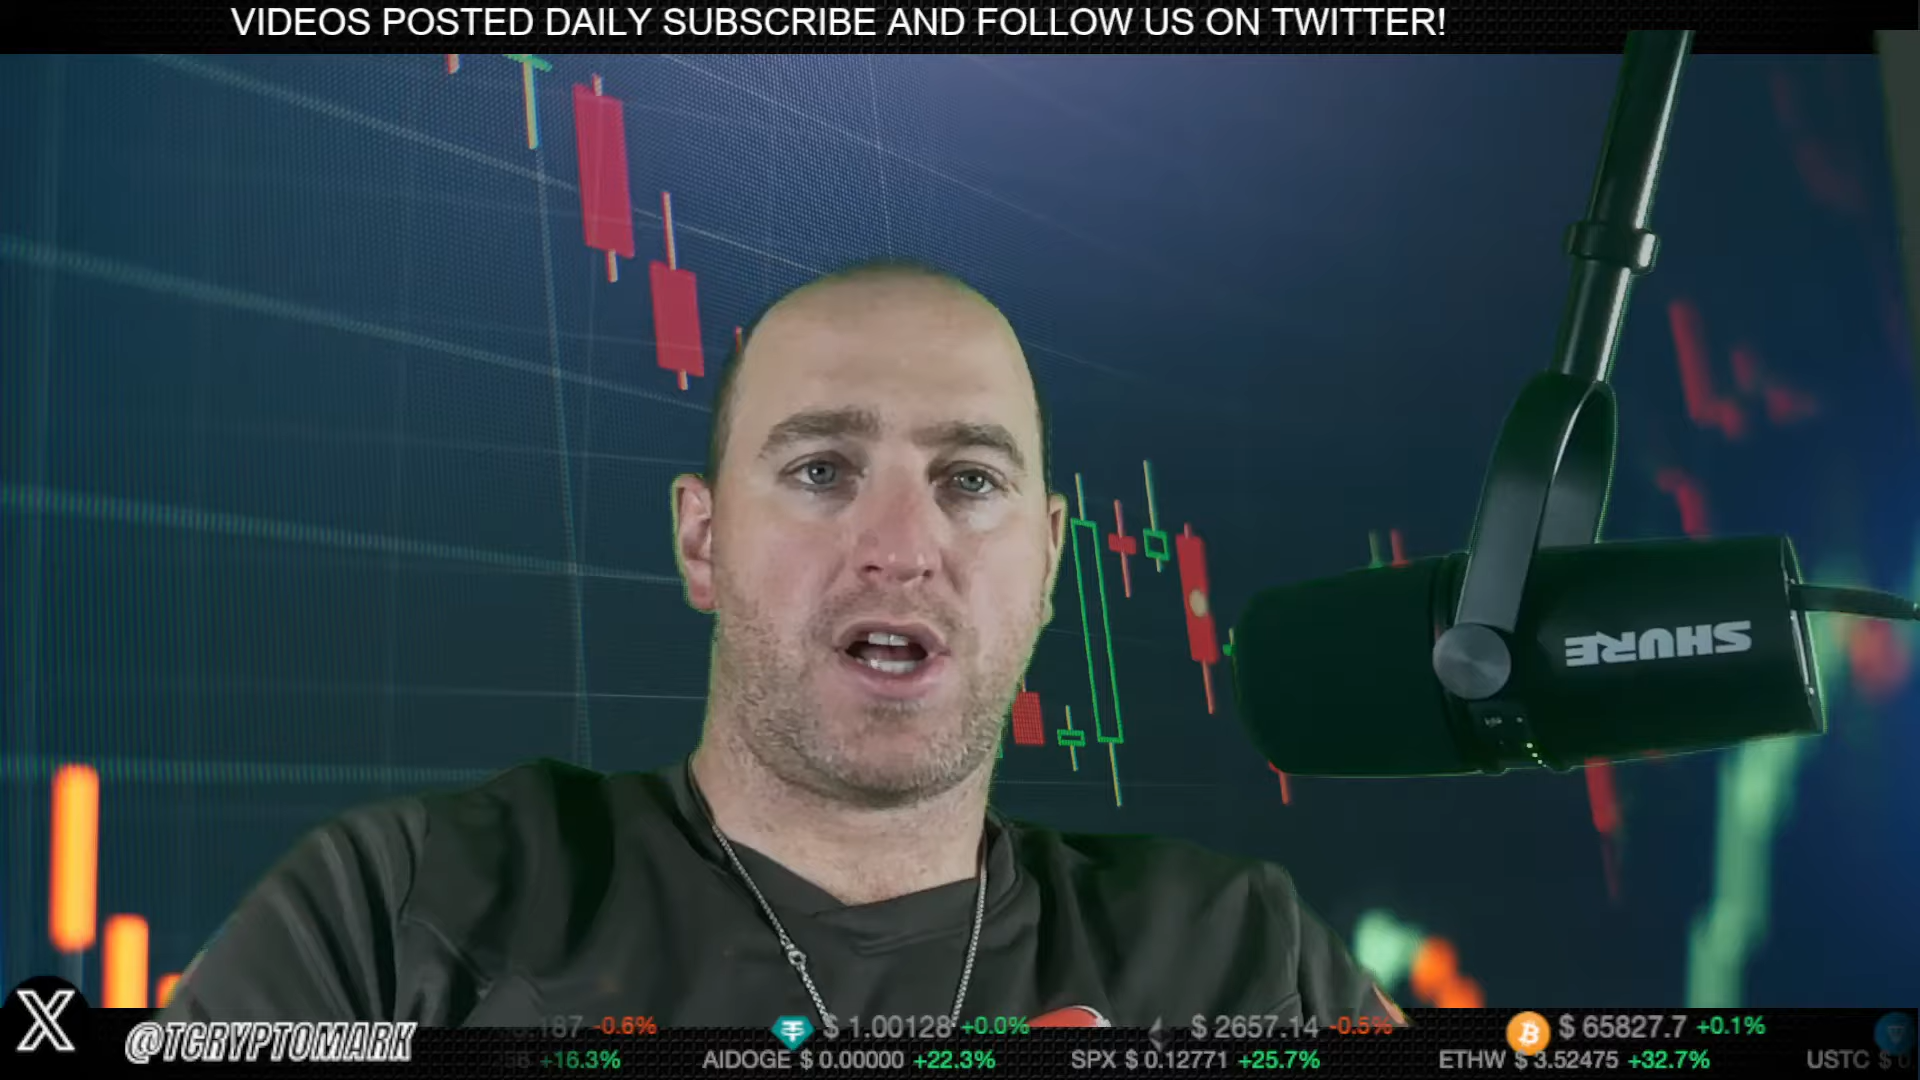 VIDEOS POSTED DAILY SUBSCRIBE AND FOLLOW US ON TWITTER!
SHURE
X @TCRYPTOMARK
187 -0.6% $ 1.00128 +0.0% $ 2657.14 -0.5% $ 65827.7 +0.1%
+16.3% AIDOGE $ 0.00000 +22.3% SPX $ 0.12771 +25.7% ETHW $ 3.52475 +32.7% USTC $ 0